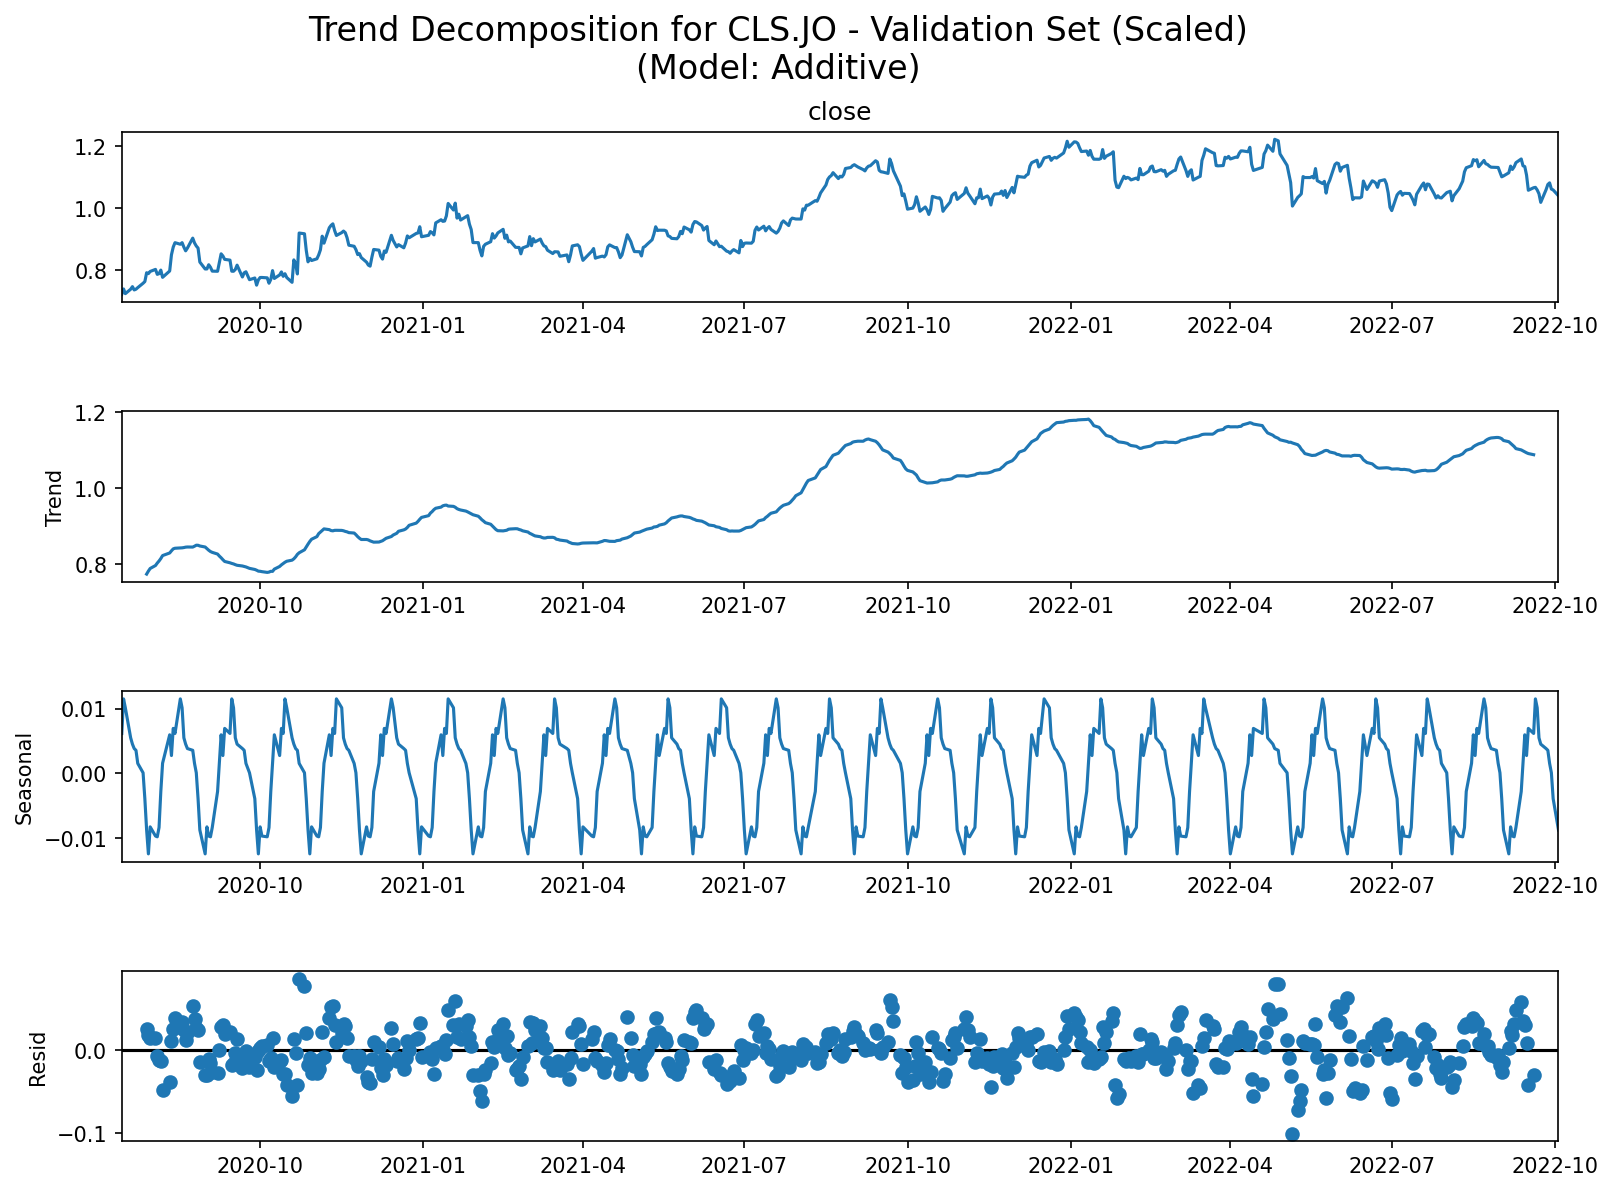 Trend Decomposition for CLS.JO - Validation Set (Scaled)
(Model: Additive)
close
1.2
1.0
0.8
2020-10 2021-01 2021-04 2021-07 2021-10 2022-01 2022-04 2022-07 2022-10
Trend
1.2
1.0
0.8
2020-10 2021-01 2021-04 2021-07 2021-10 2022-01 2022-04 2022-07 2022-10
Seasonal
0.01
0.00
−0.01
2020-10 2021-01 2021-04 2021-07 2021-10 2022-01 2022-04 2022-07 2022-10
Resid
0.0
−0.1
2020-10 2021-01 2021-04 2021-07 2021-10 2022-01 2022-04 2022-07 2022-10